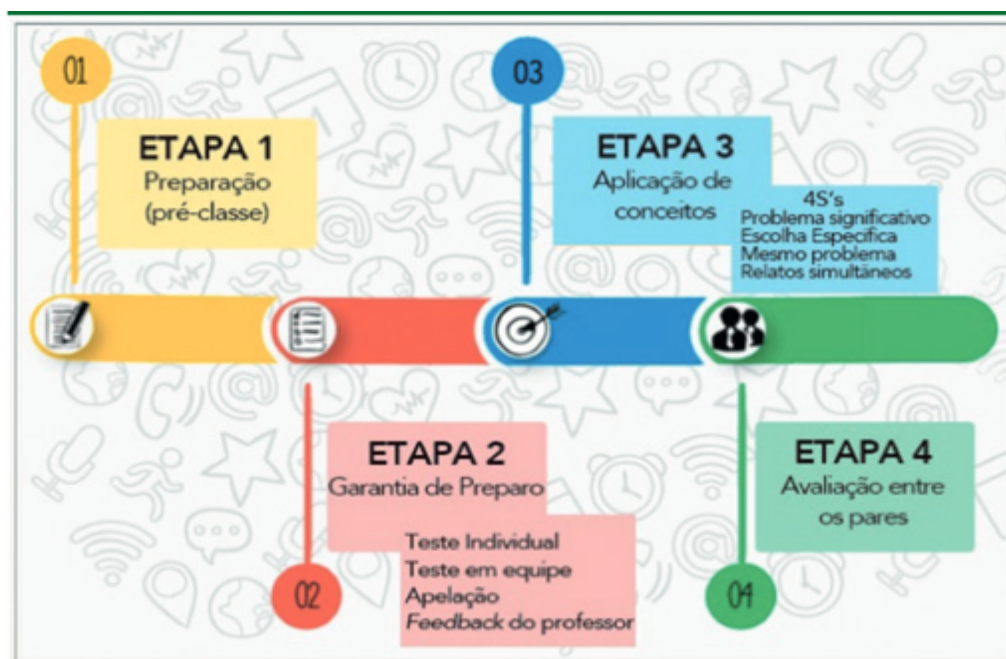 01
ETAPA 1
Preparação
(pré-classe)
02
ETAPA 2
Garantia de Preparo
Teste Individual
Teste em equipe
Apelação
Feedback do professor
03
ETAPA 3
Aplicação de
conceitos
4S's
Problema significativo
Escolha Específica
Mesmo problema
Relatos simultâneos
04
ETAPA 4
Avaliação entre
os pares